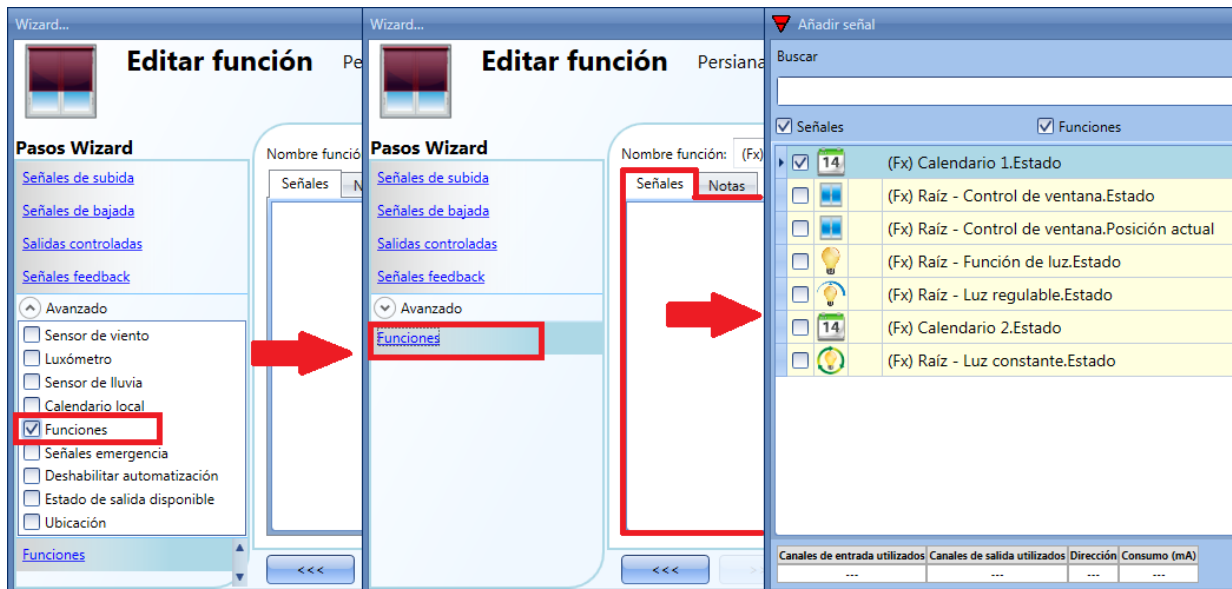 Wizard...
Editar función Pe
Pasos Wizard
Señales de subida
Señales de bajada
Salidas controladas
Señales feedback
Avanzado
Sensor de viento
Luxómetro
Sensor de lluvia
Calendario local
Funciones
Señales emergencia
Deshabilitar automatización
Estado de salida disponible
Ubicación
Funciones
Nombre funció
Señales N
<<<
Wizard...
Editar función Persiana
Pasos Wizard
Señales de subida
Señales de bajada
Salidas controladas
Señales feedback
Avanzado
Funciones
Nombre función: (Fx)
Señales Notas
<<< >>
Añadir señal
Buscar
Señales Funciones
14 (Fx) Calendario 1.Estado
(Fx) Raíz - Control de ventana.Estado
(Fx) Raíz - Control de ventana.Posición actual
(Fx) Raíz - Función de luz.Estado
(Fx) Raíz - Luz regulable.Estado
14 (Fx) Calendario 2.Estado
(Fx) Raíz - Luz constante.Estado
Canales de entrada utilizados Canales de salida utilizados Dirección Consumo (mA)
--- --- --- ---